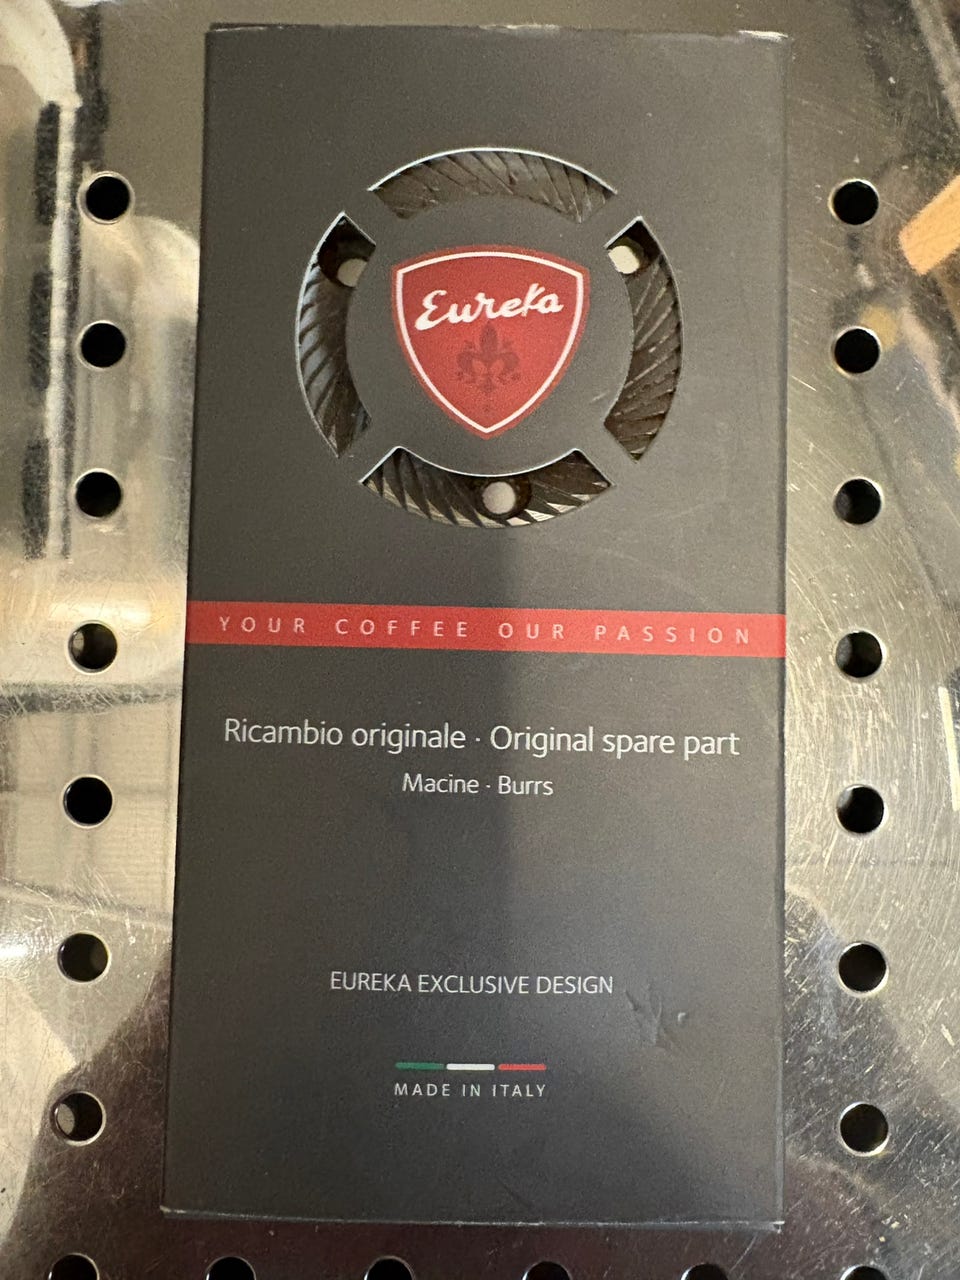 Eureka
YOUR COFFEE OUR PASSION
Ricambio originale · Original spare part
Macine · Burrs
EUREKA EXCLUSIVE DESIGN
MADE IN ITALY